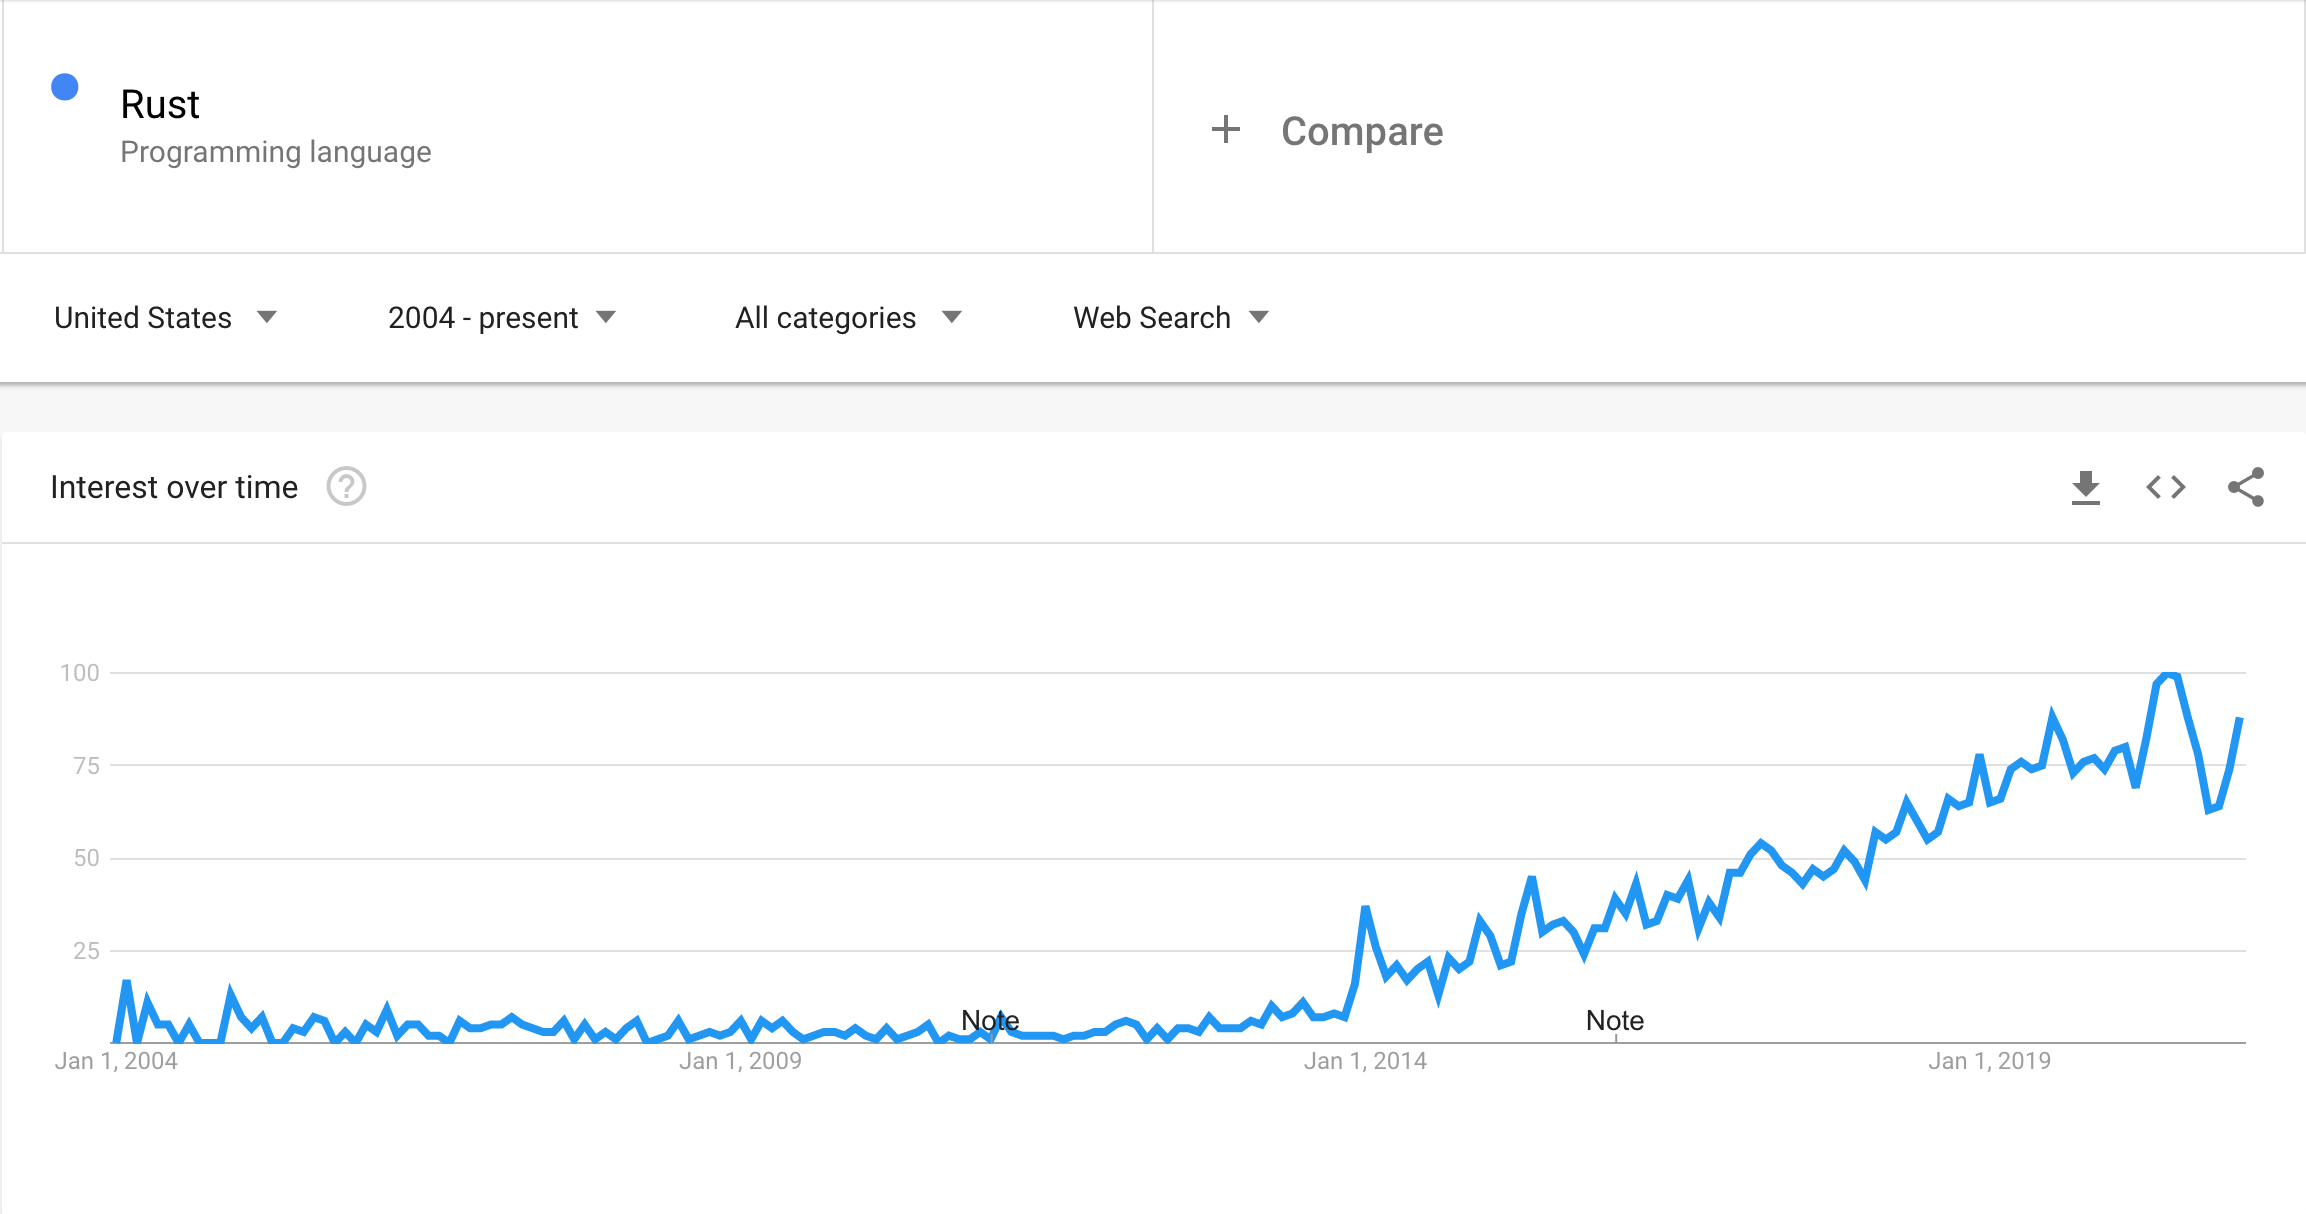 Rust
Programming language
+ Compare
United States
2004 - present
All categories
Web Search
Interest over time ?
100
75
50
25
Note
Note
Jan 1, 2004
Jan 1, 2009
Jan 1, 2014
Jan 1, 2019